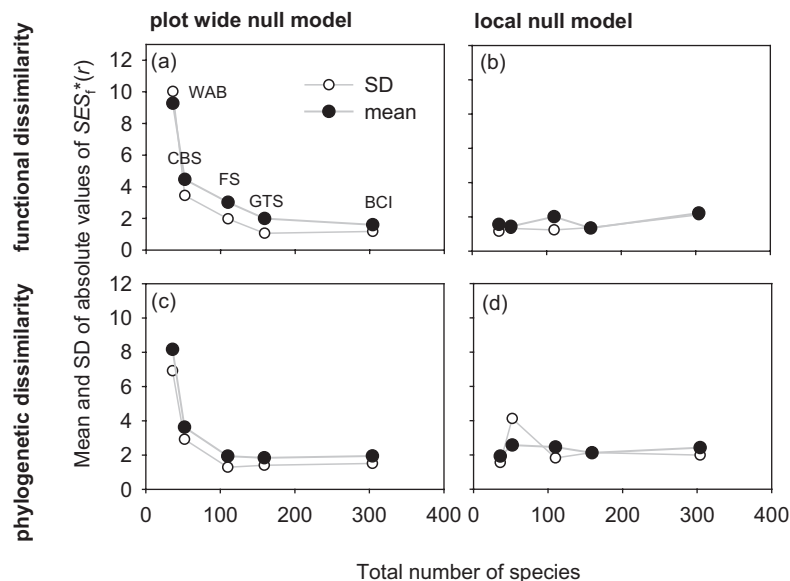 plot wide null model
local null model
functional dissimilarity
phylogenetic dissimilarity
Mean and SD of absolute values of SES_f^*(r)
(a)
12
10
8
6
4
2
0
WAB
CBS
FS
GTS
BCI
SD
mean
(b)
(c)
12
10
8
6
4
2
0
0
100
200
300
400
(d)
0
100
200
300
400
Total number of species